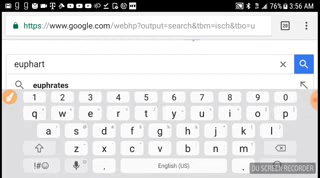 76% 3:56 AM
https://www.google.com/webhp?output=search&tbm=isch&tbo=u
euphart
euphrates
1 2 3 4 5 6 7 8 9 0
q w e r t y u i o p
a s d f g h j k l
z x c v b n m
!#☺ , English (US) .
DU SCREEN RECORDER